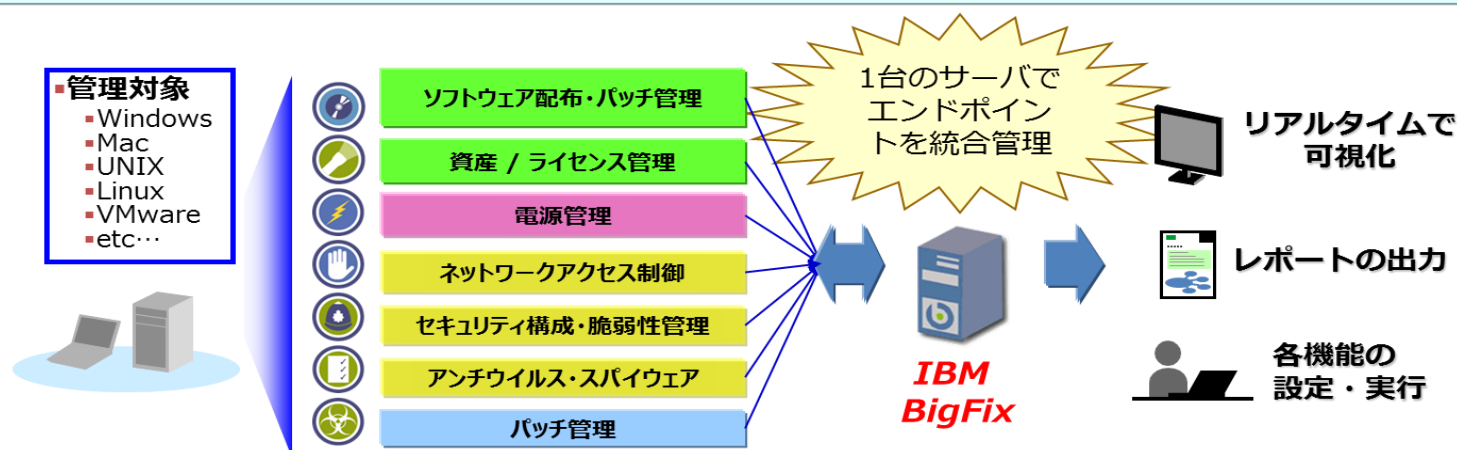 管理対象
Windows
Mac
UNIX
Linux
VMware
etc…
ソフトウェア配布・パッチ管理
資産 / ライセンス管理
電源管理
ネットワークアクセス制御
セキュリティ構成・脆弱性管理
アンチウイルス・スパイウェア
パッチ管理
1台のサーバで
エンドポイン
トを統合管理
IBM
BigFix
リアルタイムで
可視化
レポートの出力
各機能の
設定・実行